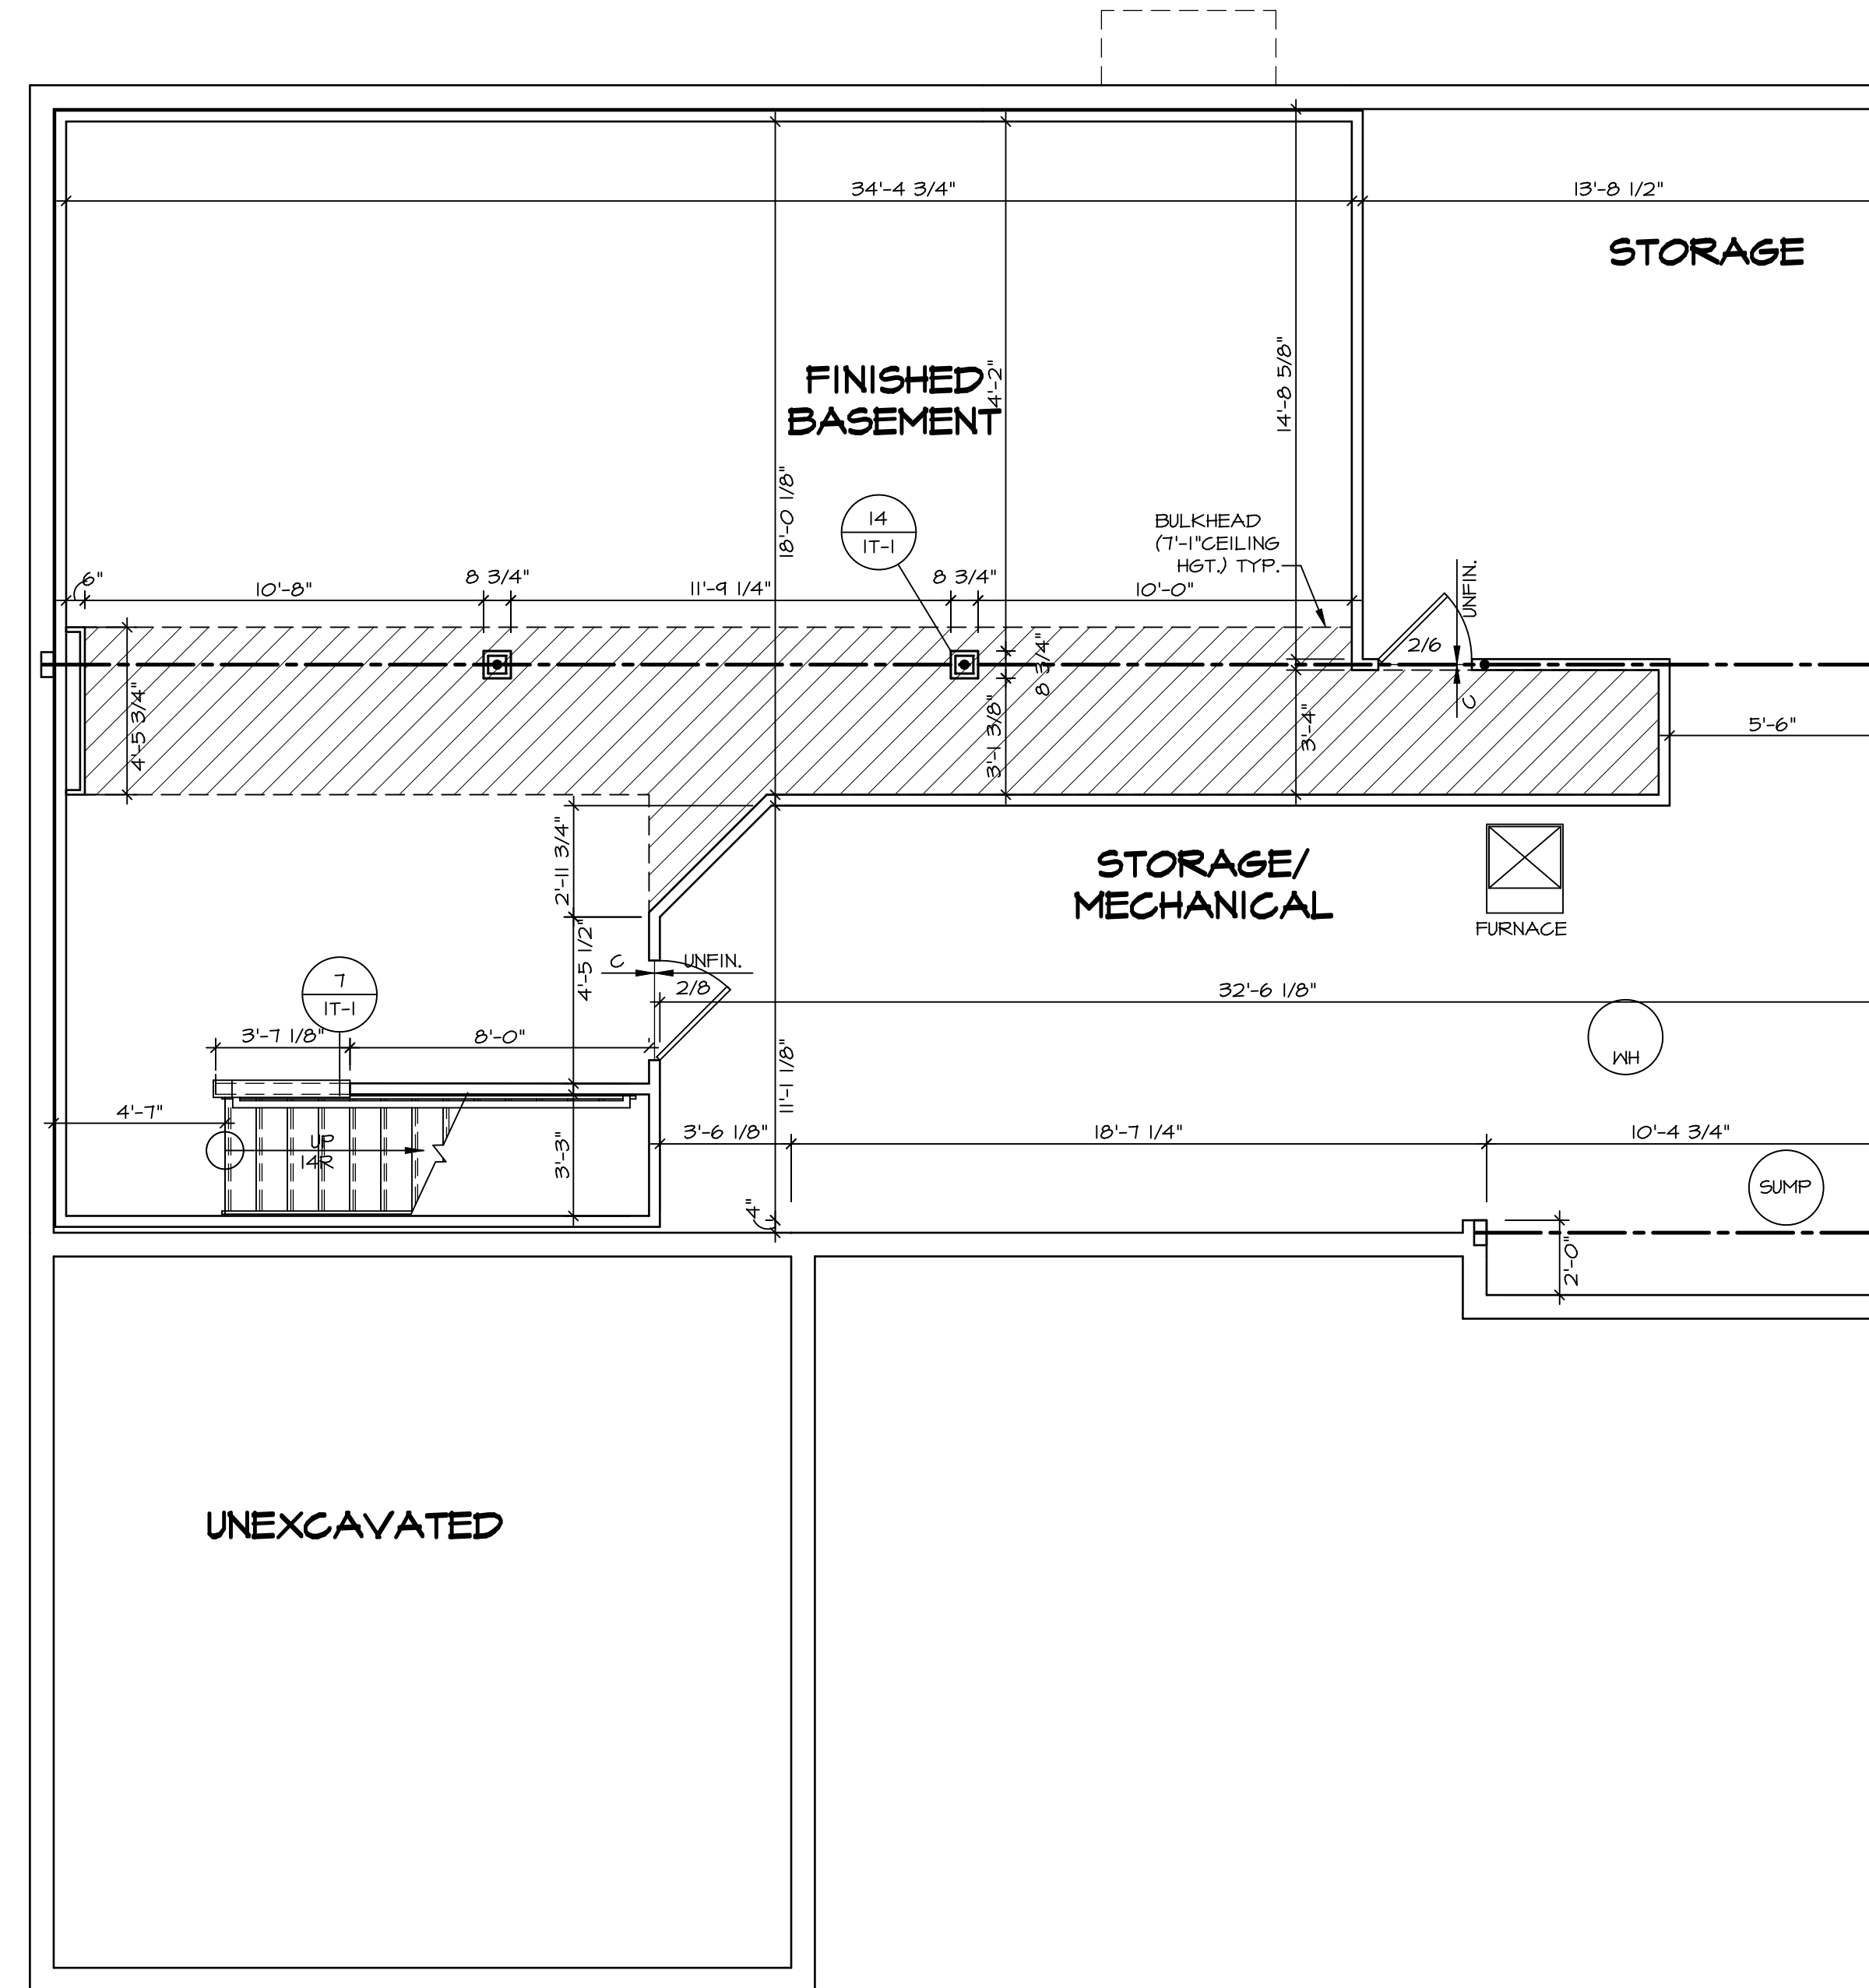 34'-4 3/4"
13'-8 1/2"
STORAGE
14'-8 5/8"
FINISHED
BASEMENT
4'-2"
18'-0 1/8"
14
1T-1
BULKHEAD
(7'-1"CEILING
HGT.) TYP.
6"
10'-8"
8 3/4"
11'-9 1/4"
8 3/4"
10'-0"
UNFIN.
2/6
C
4'-5 3/4"
8 3/4"
3'-1 3/8"
3'-4"
5'-6"
2'-11 3/4"
STORAGE/
MECHANICAL
FURNACE
4'-5 1/2"
C
UNFIN.
2/8
7
1T-1
32'-6 1/8"
WH
3'-7 1/8"
8'-0"
11'-1 1/8"
4'-7"
UP
14R
3'-3"
3'-6 1/8"
18'-7 1/4"
10'-4 3/4"
SUMP
4"
2'-0"
UNEXCAVATED